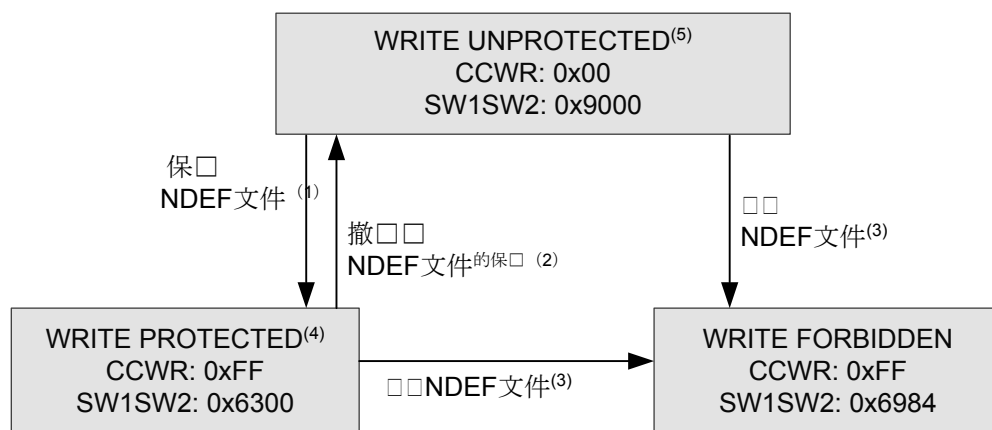 WRITE UNPROTECTED(5)
CCWR: 0x00
SW1SW2: 0x9000
保□
NDEF文件(1)
撤□□
NDEF文件的保□(2)
□□
NDEF文件(3)
WRITE PROTECTED(4)
CCWR: 0xFF
SW1SW2: 0x6300
□□NDEF文件(3)
WRITE FORBIDDEN
CCWR: 0xFF
SW1SW2: 0x6984